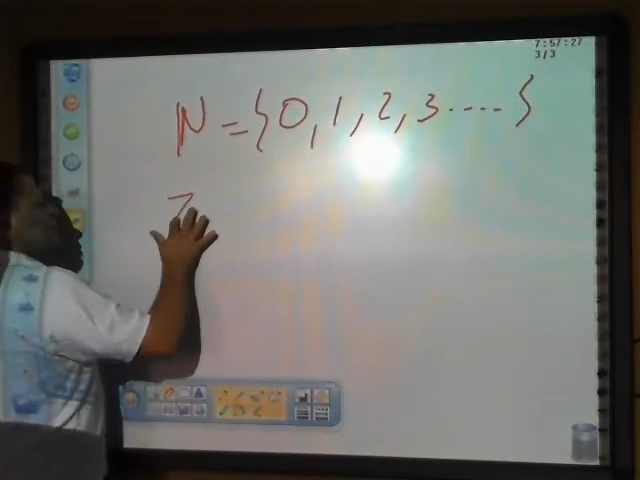 7:57:27
3/3
N = {0, 1, 2, 3 .... }
Z